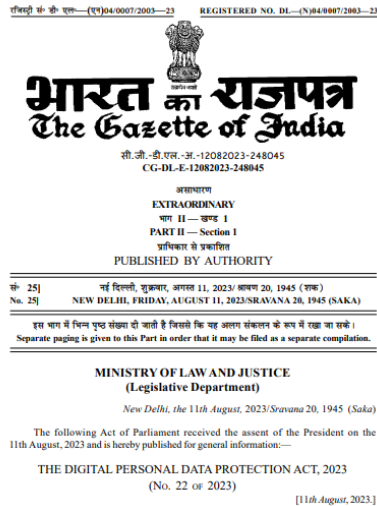 रजिस्ट्री सं॰ डी॰ एल॰—(एन)04/0007/2003—23 REGISTERED NO. DL—(N)04/0007/2003—23
भारत का राजपत्र
The Gazette of India
सी.जी.-डी.एल.-अ.-12082023-248045
CG-DL-E-12082023-248045
असाधारण
EXTRAORDINARY
भाग II — खण्ड 1
PART II — Section 1
प्राधिकार से प्रकाशित
PUBLISHED BY AUTHORITY
सं॰ 25] नई दिल्ली, शुक्रवार, अगस्त 11, 2023/ श्रावण 20, 1945 (शक)
No. 25] NEW DELHI, FRIDAY, AUGUST 11, 2023/SRAVANA 20, 1945 (SAKA)
इस भाग में भिन्न पृष्ठ संख्या दी जाती है जिससे कि यह अलग संकलन के रूप में रखा जा सके।
Separate paging is given to this Part in order that it may be filed as a separate compilation.
MINISTRY OF LAW AND JUSTICE
(Legislative Department)
New Delhi, the 11th August, 2023/Sravana 20, 1945 (Saka)
The following Act of Parliament received the assent of the President on the
11th August, 2023 and is hereby published for general information:—
THE DIGITAL PERSONAL DATA PROTECTION ACT, 2023
(NO. 22 OF 2023)
[11th August, 2023.]